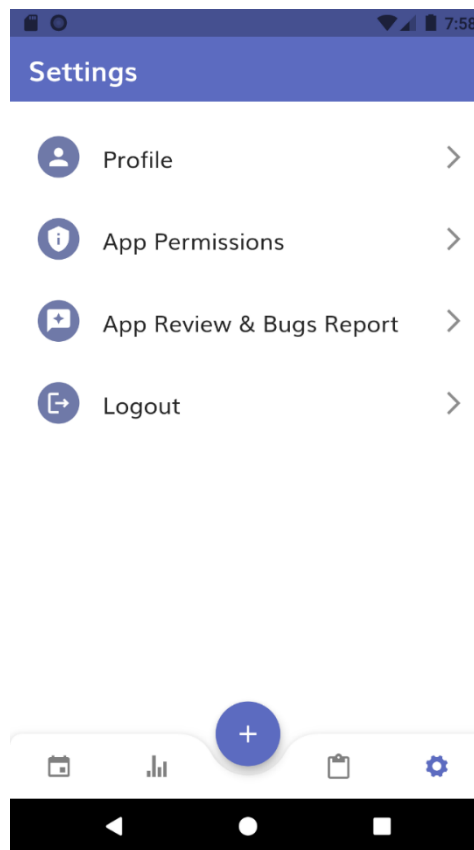 7:58
Settings
Profile
App Permissions
App Review & Bugs Report
Logout